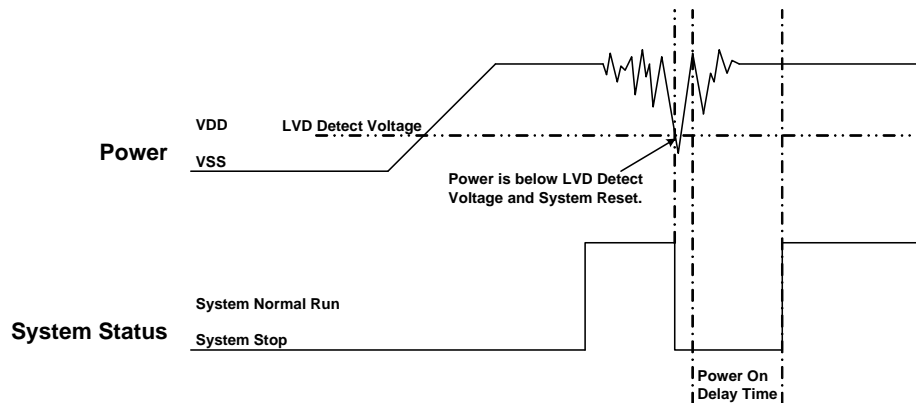 VDD
LVD Detect Voltage
Power
VSS
Power is below LVD Detect
Voltage and System Reset.
System Normal Run
System Status
System Stop
Power On
Delay Time